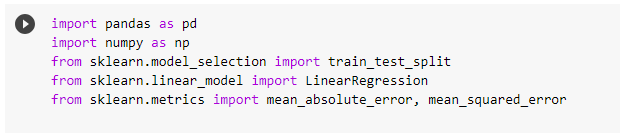 import pandas as pd
import numpy as np
from sklearn.model_selection import train_test_split
from sklearn.linear_model import LinearRegression
from sklearn.metrics import mean_absolute_error, mean_squared_error